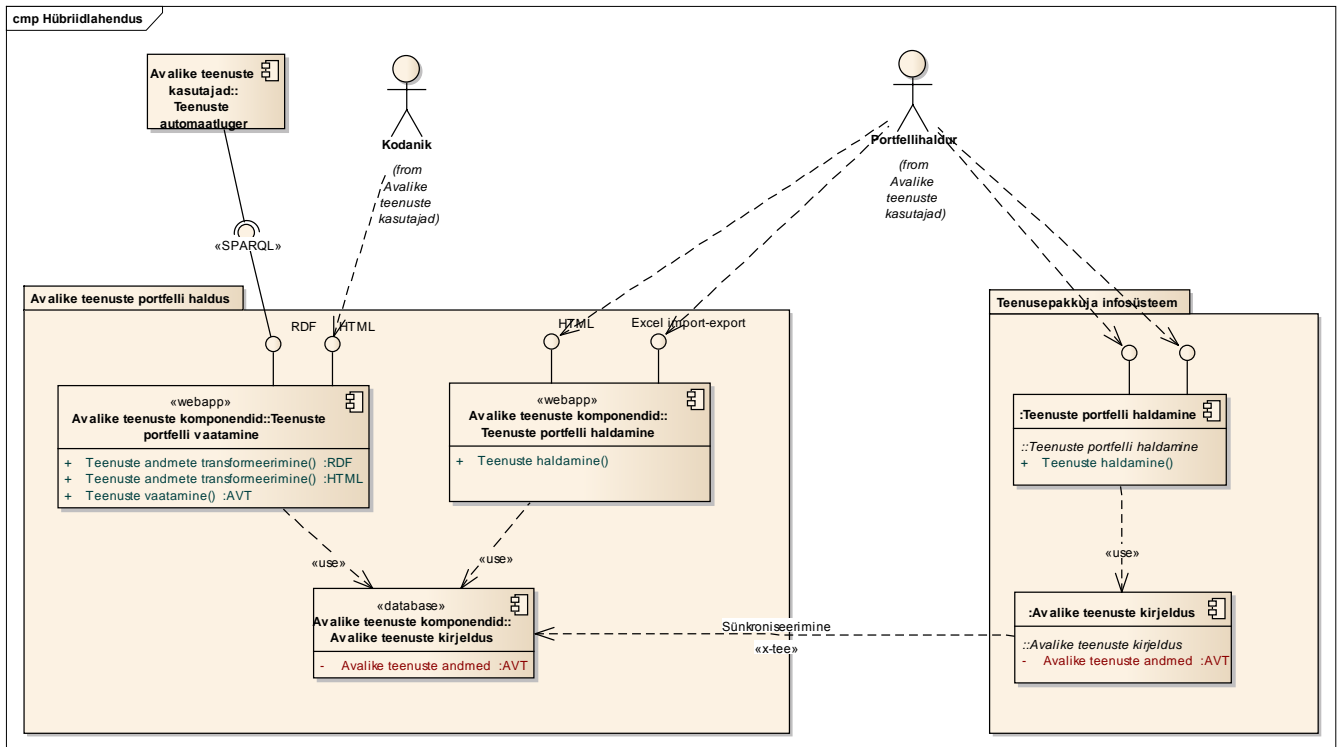 cmp Hübriidlahendus
Avalike teenuste
kasutajad::
Teenuste
automaatluger
Kodanik
(from
Avalike
teenuste
kasutajad)
Portfellihaldur
(from
Avalike
teenuste
kasutajad)
«SPARQL»
Avalike teenuste portfelli haldus
RDF
HTML
HTML
Excel import-export
«webapp»
Avalike teenuste komponendid::Teenuste
portfelli vaatamine
+ Teenuste andmete transformeerimine() :RDF
+ Teenuste andmete transformeerimine() :HTML
+ Teenuste vaatamine() :AVT
«webapp»
Avalike teenuste komponendid::
Teenuste portfelli haldamine
+ Teenuste haldamine()
«use»
«use»
«database»
Avalike teenuste komponendid::
Avalike teenuste kirjeldus
- Avalike teenuste andmed :AVT
Sünkroniseerimine
«x-tee»
Teenusepakkuja infosüsteem
:Teenuste portfelli haldamine
::Teenuste portfelli haldamine
+ Teenuste haldamine()
«use»
:Avalike teenuste kirjeldus
::Avalike teenuste kirjeldus
- Avalike teenuste andmed :AVT